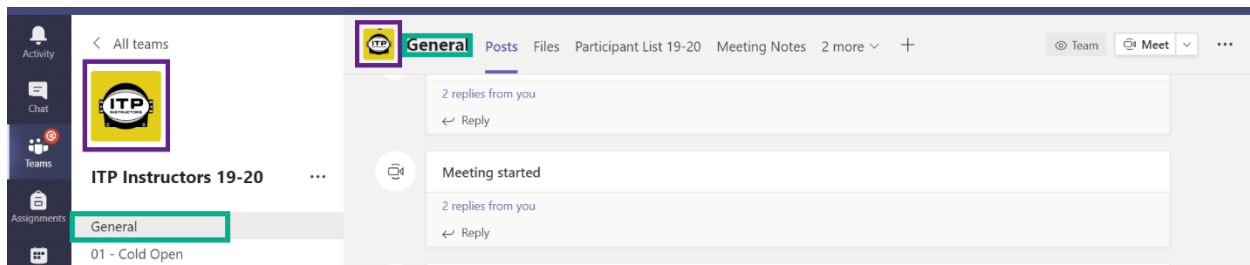 Activity
Chat
@
Teams
Assignments
All teams
ITP
INSTRUCTORS
ITP Instructors 19-20
...
General
01 - Cold Open
ITP
General Posts Files Participant List 19-20 Meeting Notes 2 more +
Team Meet ...
2 replies from you
Reply
Meeting started
2 replies from you
Reply